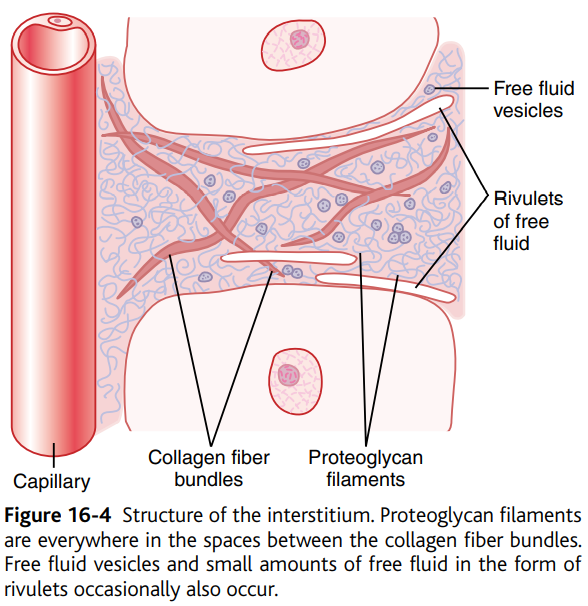 Free fluid
vesicles
Rivulets
of free
fluid
Collagen fiber
bundles
Proteoglycan
filaments
Capillary
Figure 16-4 Structure of the interstitium. Proteoglycan filaments
are everywhere in the spaces between the collagen fiber bundles.
Free fluid vesicles and small amounts of free fluid in the form of
rivulets occasionally also occur.